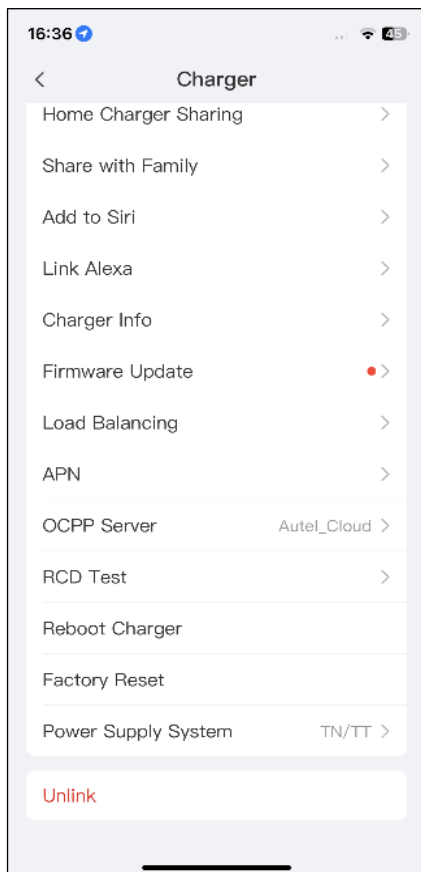 16:36
45
Charger
Home Charger Sharing
Share with Family
Add to Siri
Link Alexa
Charger Info
Firmware Update
Load Balancing
APN
OCPP Server Autel_Cloud
RCD Test
Reboot Charger
Factory Reset
Power Supply System TN/TT
Unlink